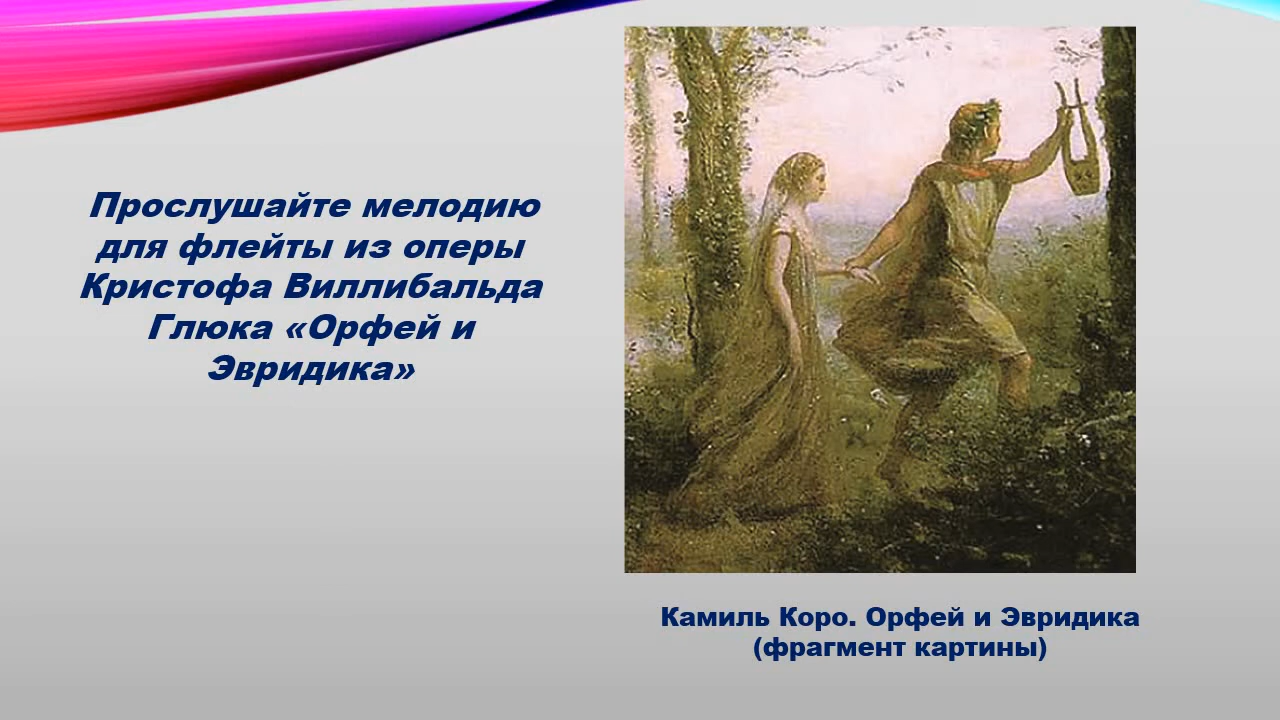 Прослушайте мелодию
для флейты из оперы
Кристофа Виллибальда
Глюка «Орфей и
Эвридика»
Камиль Коро. Орфей и Эвридика
(фрагмент картины)